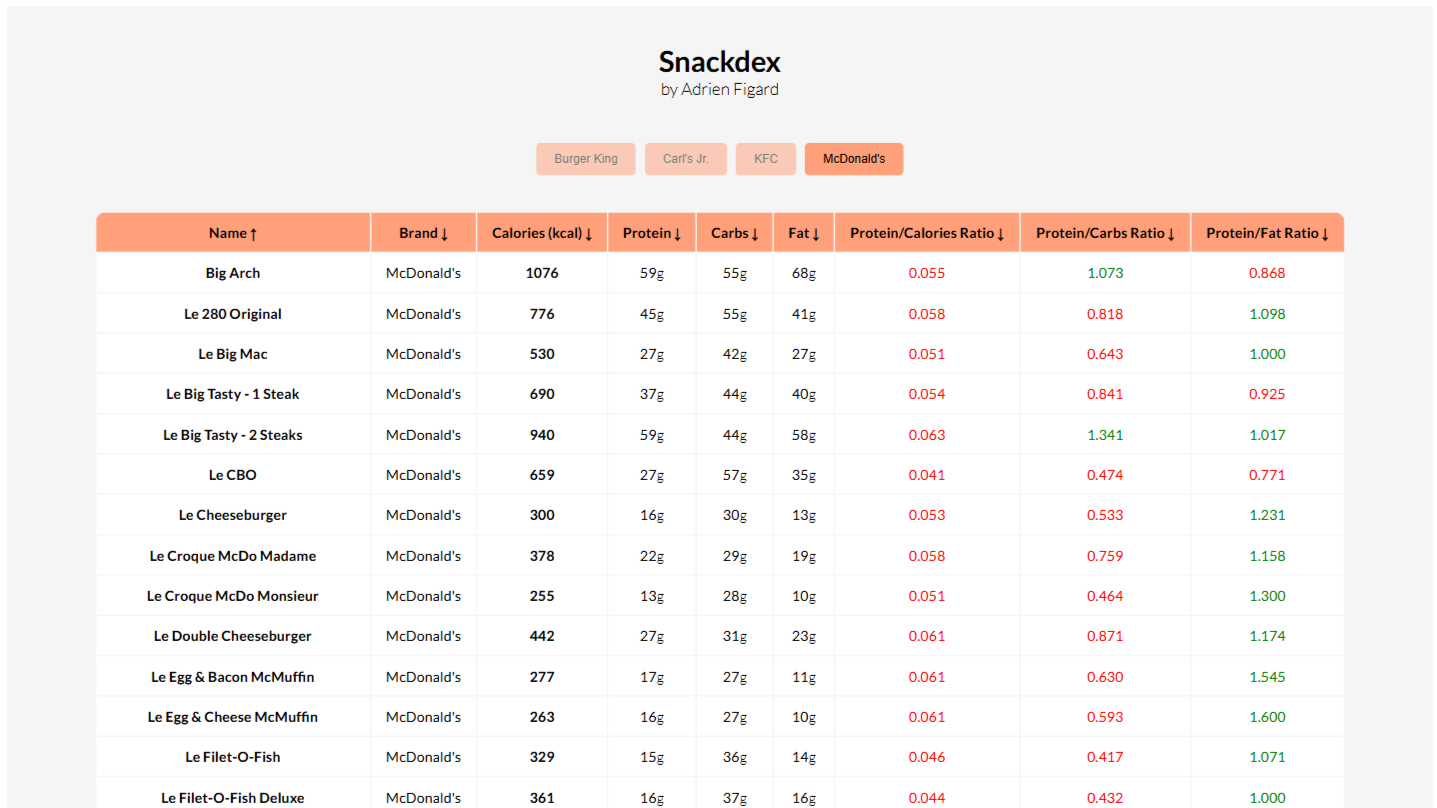 Snackdex
by Adrien Figard
Burger King Carl's Jr. KFC McDonald's
Name ↑ Brand ↓ Calories (kcal) ↓ Protein ↓ Carbs ↓ Fat ↓ Protein/Calories Ratio ↓ Protein/Carbs Ratio ↓ Protein/Fat Ratio ↓
Big Arch McDonald's 1076 59g 55g 68g 0.055 1.073 0.868
Le 280 Original McDonald's 776 45g 55g 41g 0.058 0.818 1.098
Le Big Mac McDonald's 530 27g 42g 27g 0.051 0.643 1.000
Le Big Tasty - 1 Steak McDonald's 690 37g 44g 40g 0.054 0.841 0.925
Le Big Tasty - 2 Steaks McDonald's 940 59g 44g 58g 0.063 1.341 1.017
Le CBO McDonald's 659 27g 57g 35g 0.041 0.474 0.771
Le Cheeseburger McDonald's 300 16g 30g 13g 0.053 0.533 1.231
Le Croque McDo Madame McDonald's 378 22g 29g 19g 0.058 0.759 1.158
Le Croque McDo Monsieur McDonald's 255 13g 28g 10g 0.051 0.464 1.300
Le Double Cheeseburger McDonald's 442 27g 31g 23g 0.061 0.871 1.174
Le Egg & Bacon McMuffin McDonald's 277 17g 27g 11g 0.061 0.630 1.545
Le Egg & Cheese McMuffin McDonald's 263 16g 27g 10g 0.061 0.593 1.600
Le Filet-O-Fish McDonald's 329 15g 36g 14g 0.046 0.417 1.071
Le Filet-O-Fish Deluxe McDonald's 361 16g 37g 16g 0.044 0.432 1.000